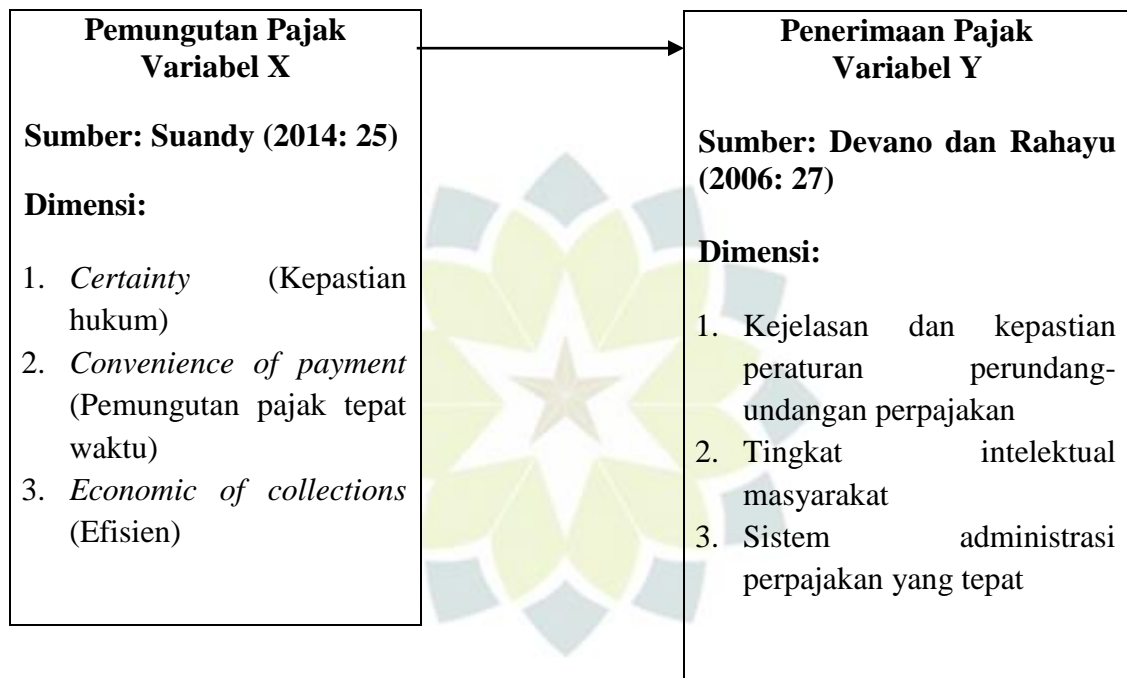 Pemungutan Pajak
Variabel X
Sumber: Suandy (2014: 25)
Dimensi:
1. Certainty (Kepastian
hukum)
2. Convenience of payment
(Pemungutan pajak tepat
waktu)
3. Economic of collections
(Efisien)
Penerimaan Pajak
Variabel Y
Sumber: Devano dan Rahayu
(2006: 27)
Dimensi:
1. Kejelasan dan kepastian
peraturan perundang-
undangan perpajakan
2. Tingkat intelektual
masyarakat
3. Sistem administrasi
perpajakan yang tepat